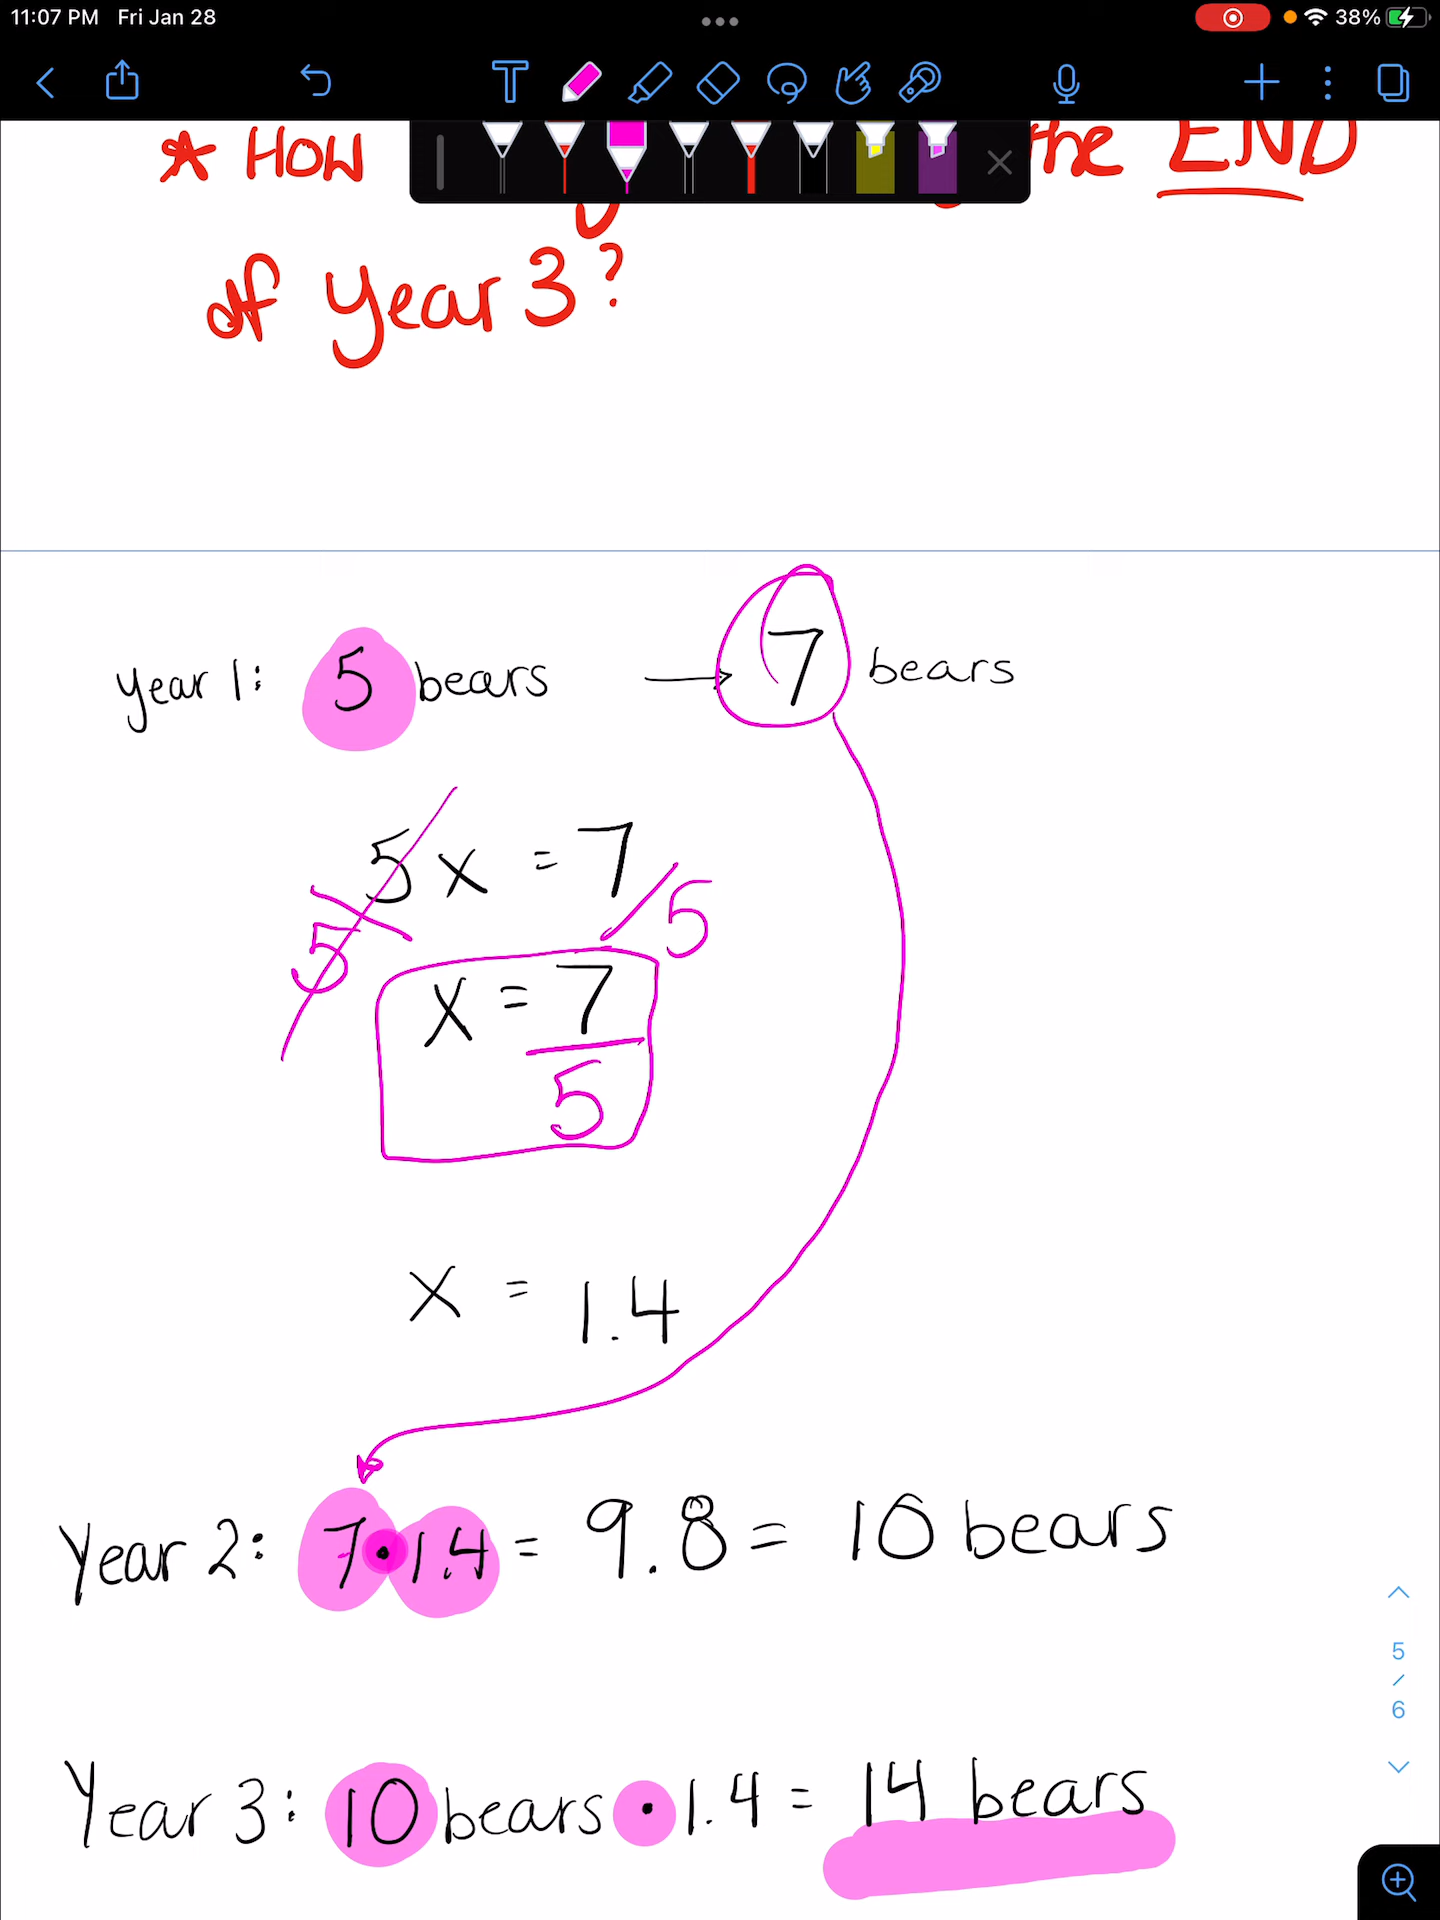 11:07 PM Fri Jan 28 38%
* HOW the END
of year 3?
year 1: 5 bears → 7 bears
5x = 7
5 / 5
x = 7
5
x = 1.4
Year 2: 7 • 1.4 = 9.8 = 10 bears
5
/
6
Year 3: 10 bears • 1.4 = 14 bears